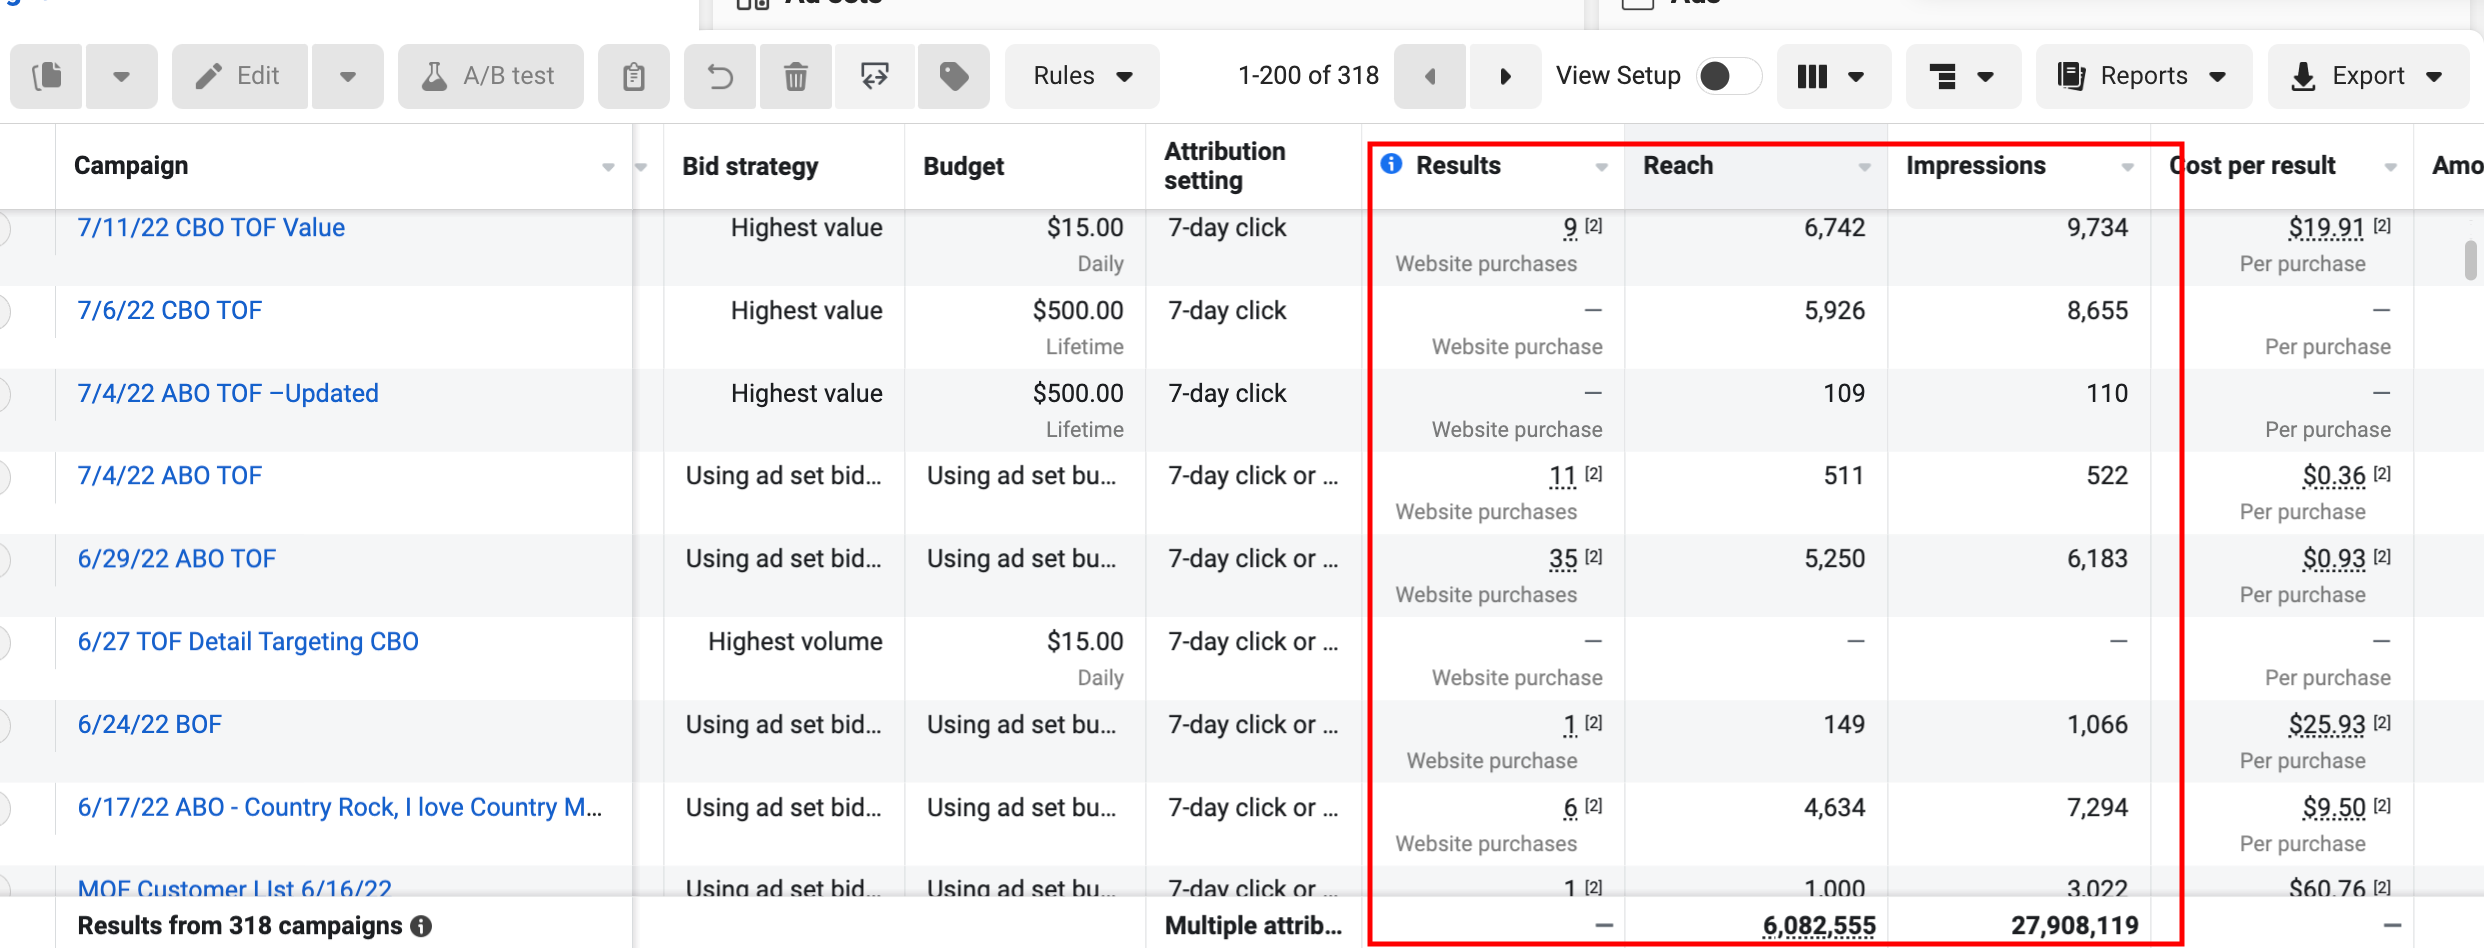 Ad sets
Ads
Edit
A/B test
Rules
1-200 of 318
View Setup
Reports
Export
Campaign
Bid strategy
Budget
Attribution
setting
Results
Reach
Impressions
Cost per result
Amo
7/11/22 CBO TOF Value
Highest value
$15.00
Daily
7-day click
9 [2]
Website purchases
6,742
9,734
$19.91 [2]
Per purchase
7/6/22 CBO TOF
Highest value
$500.00
Lifetime
7-day click
—
Website purchase
5,926
8,655
—
Per purchase
7/4/22 ABO TOF –Updated
Highest value
$500.00
Lifetime
7-day click
—
Website purchase
109
110
—
Per purchase
7/4/22 ABO TOF
Using ad set bid...
Using ad set bu...
7-day click or ...
11 [2]
Website purchases
511
522
$0.36 [2]
Per purchase
6/29/22 ABO TOF
Using ad set bid...
Using ad set bu...
7-day click or ...
35 [2]
Website purchases
5,250
6,183
$0.93 [2]
Per purchase
6/27 TOF Detail Targeting CBO
Highest volume
$15.00
Daily
7-day click or ...
—
Website purchase
—
—
—
Per purchase
6/24/22 BOF
Using ad set bid...
Using ad set bu...
7-day click or ...
1 [2]
Website purchase
149
1,066
$25.93 [2]
Per purchase
6/17/22 ABO - Country Rock, I love Country M...
Using ad set bid...
Using ad set bu...
7-day click or ...
6 [2]
Website purchases
4,634
7,294
$9.50 [2]
Per purchase
MOF Customer LIst 6/16/22
Using ad set bid...
Using ad set bu...
7-day click or ...
1 [2]
1,000
3,022
$60.76 [2]
Results from 318 campaigns
Multiple attrib...
—
6,082,555
27,908,119
—